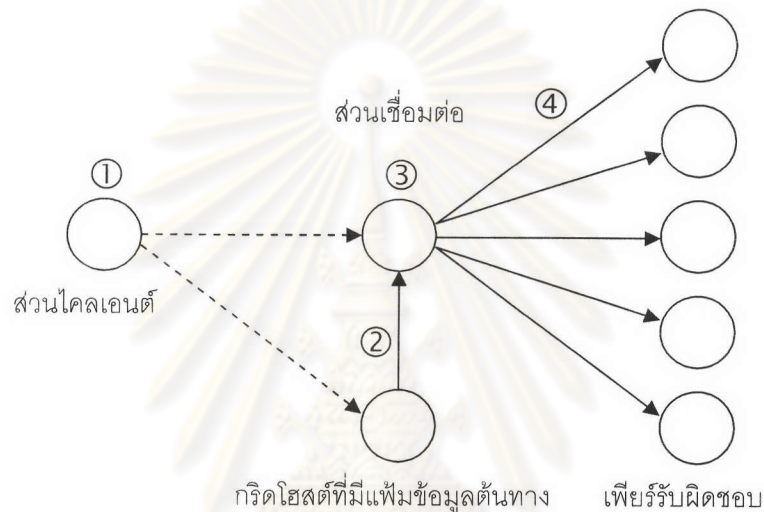 ส่วนเชื่อมต่อ
④
①
③
ส่วนไคลเอนต์
②
กริดโฮสต์ที่มีแฟ้มข้อมูลต้นทาง
เพียร์รับผิดชอบ